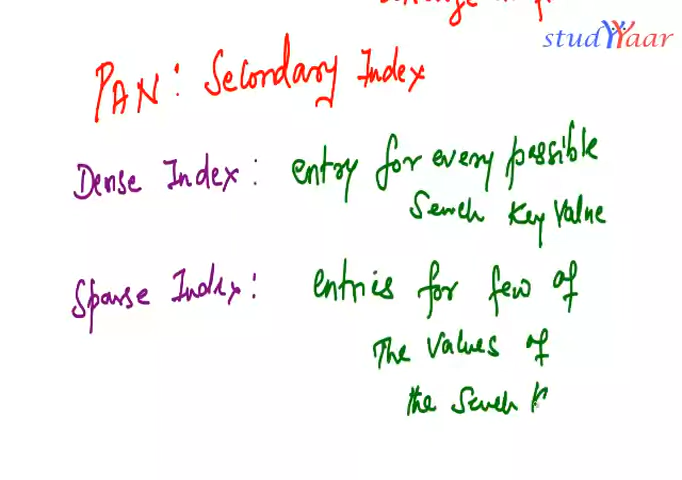 studYYaar
PAN: Secondary Index
Dense Index: entry for every possible
Search Key Value
Sparse Index: entries for few of
The Values of
the Search K